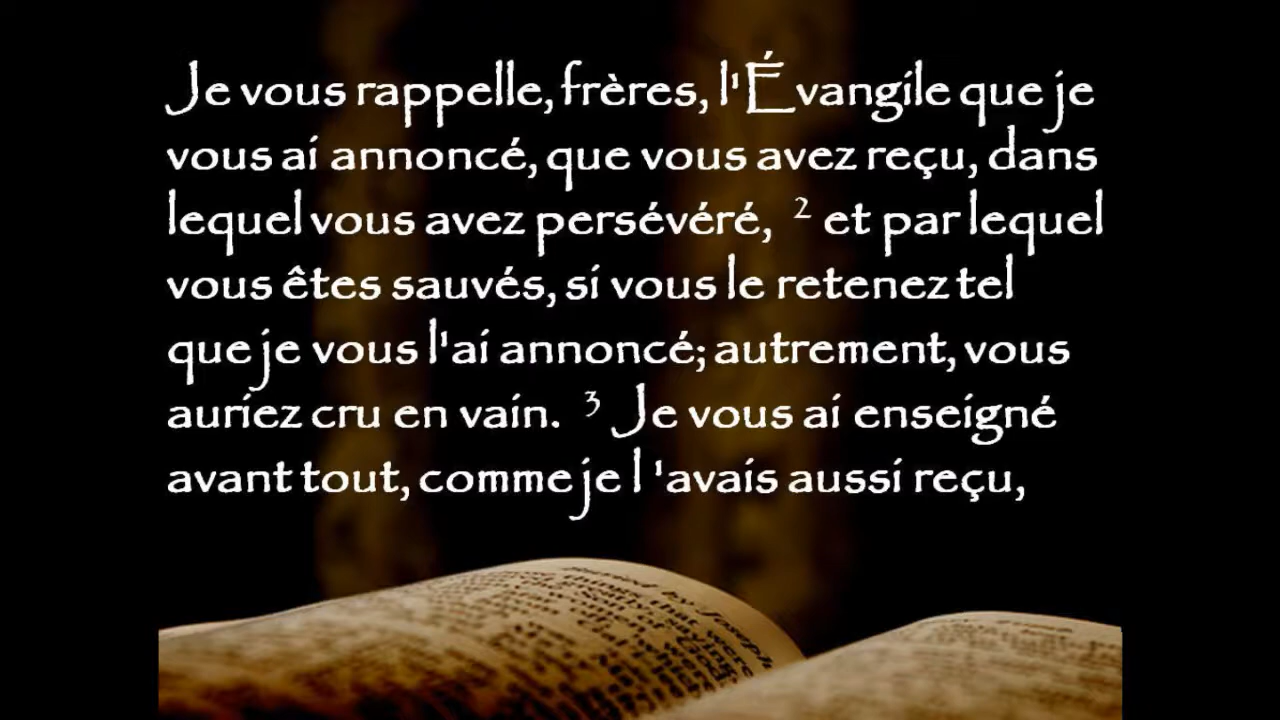 Je vous rappelle, frères, l'Évangile que je
vous ai annoncé, que vous avez reçu, dans
lequel vous avez persévéré, ² et par lequel
vous êtes sauvés, si vous le retenez tel
que je vous l'ai annoncé; autrement, vous
auriez cru en vain. ³ Je vous ai enseigné
avant tout, comme je l 'avais aussi reçu,